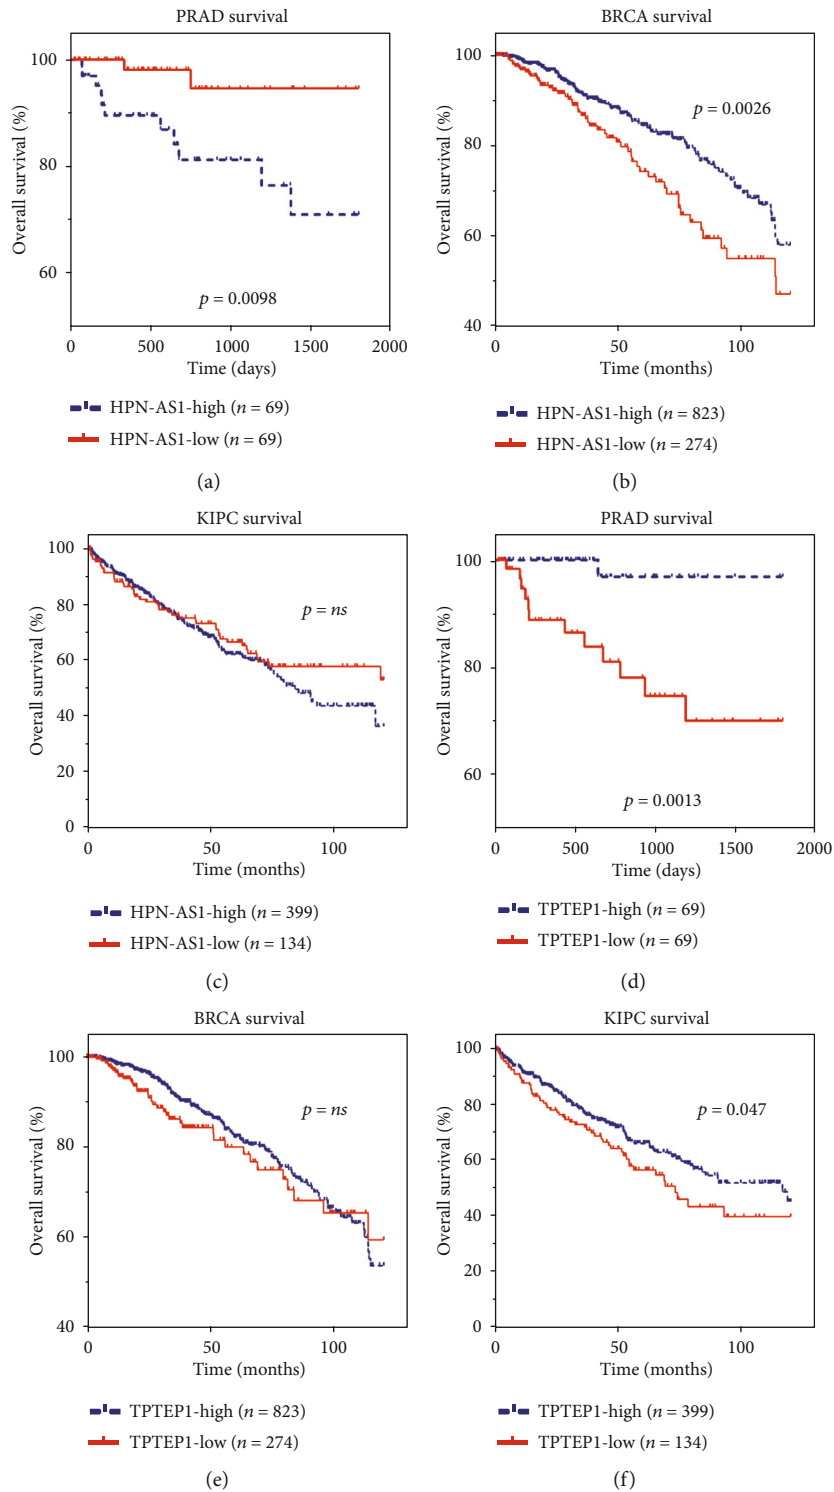 PRAD survival
100
80
60
Overall survival (%)
p = 0.0098
0 500 1000 1500 2000
Time (days)
HPN-AS1-high (n = 69)
HPN-AS1-low (n = 69)
(a)
BRCA survival
100
80
60
40
Overall survival (%)
p = 0.0026
0 50 100
Time (months)
HPN-AS1-high (n = 823)
HPN-AS1-low (n = 274)
(b)
KIPC survival
100
80
60
40
20
0
Overall survival (%)
p = ns
0 50 100
Time (months)
HPN-AS1-high (n = 399)
HPN-AS1-low (n = 134)
(c)
PRAD survival
100
80
60
Overall survival (%)
p = 0.0013
0 500 1000 1500 2000
Time (days)
TPTEP1-high (n = 69)
TPTEP1-low (n = 69)
(d)
BRCA survival
100
80
60
40
Overall survival (%)
p = ns
0 50 100
Time (months)
TPTEP1-high (n = 823)
TPTEP1-low (n = 274)
(e)
KIPC survival
100
80
60
40
20
0
Overall survival (%)
p = 0.047
0 50 100
Time (months)
TPTEP1-high (n = 399)
TPTEP1-low (n = 134)
(f)